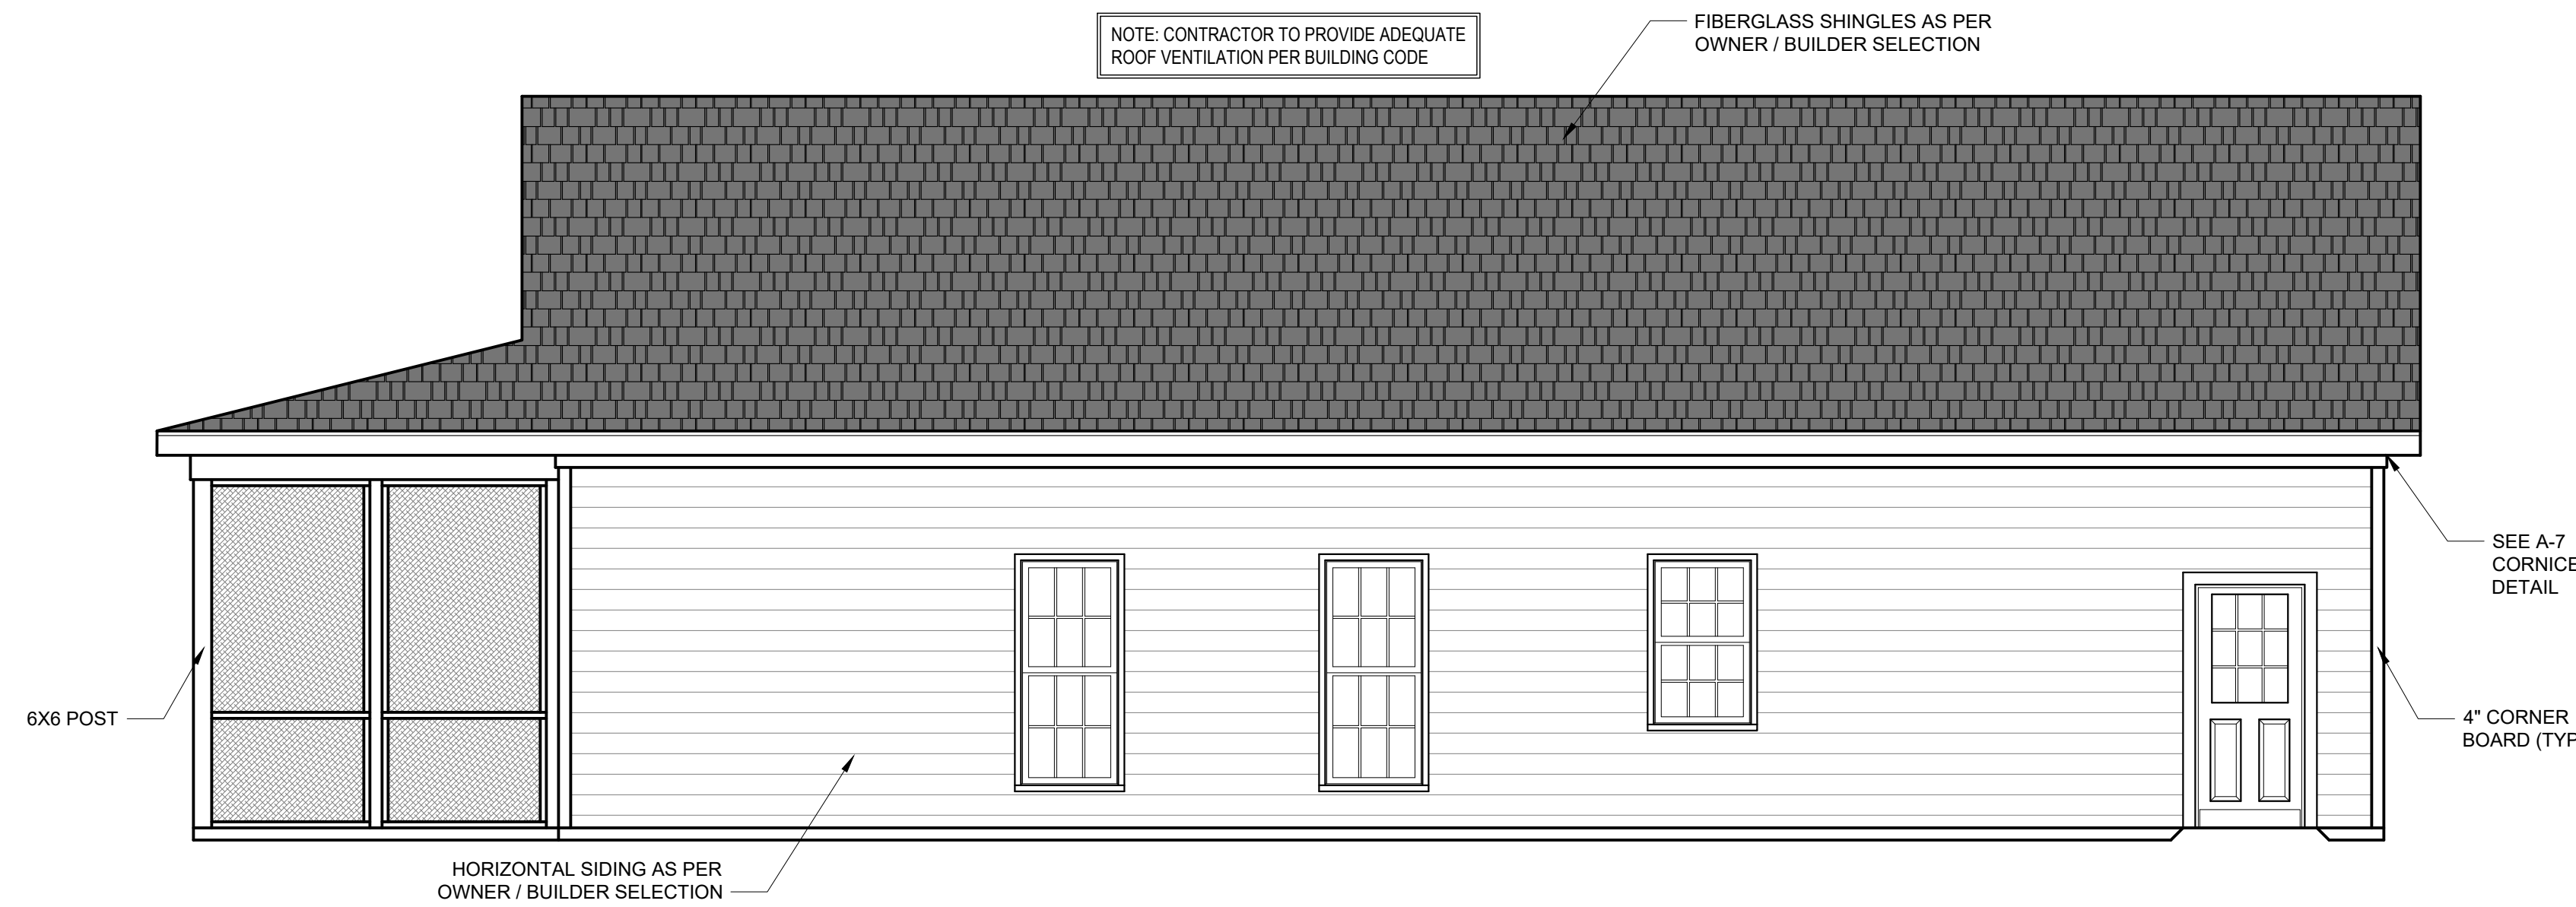 NOTE: CONTRACTOR TO PROVIDE ADEQUATE
ROOF VENTILATION PER BUILDING CODE
FIBERGLASS SHINGLES AS PER
OWNER / BUILDER SELECTION
SEE A-7
CORNICE
DETAIL
6X6 POST
4" CORNER
BOARD (TYP
HORIZONTAL SIDING AS PER
OWNER / BUILDER SELECTION